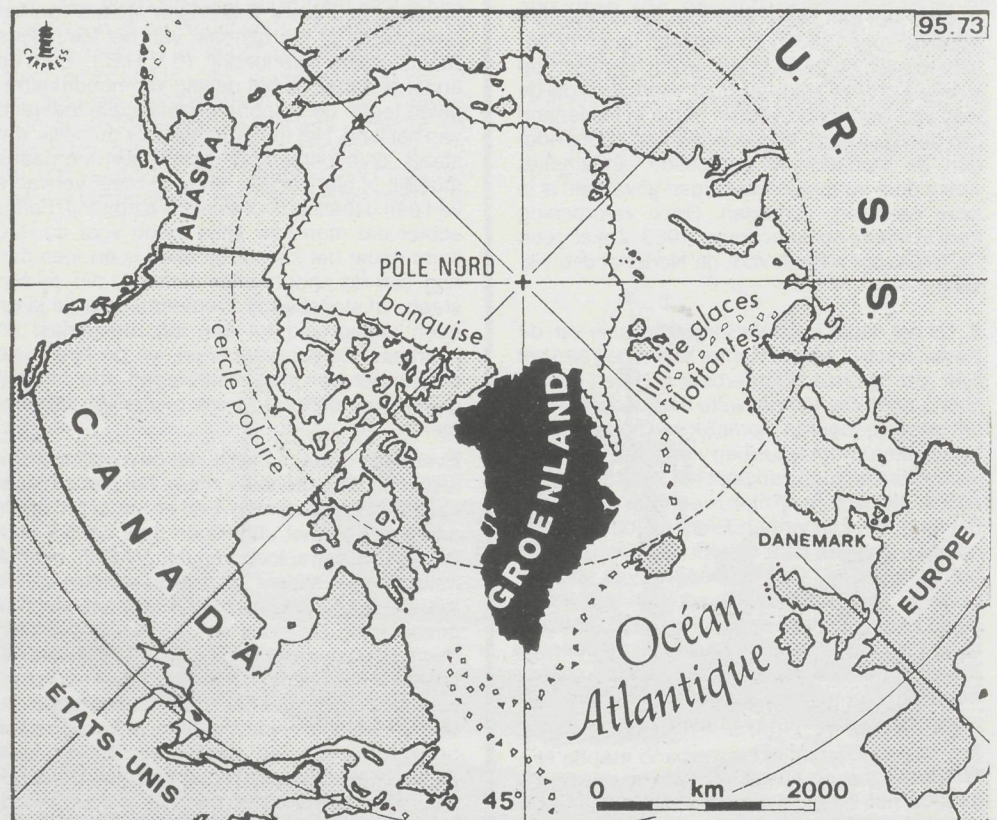 CARPRESS
95.73
U.R.S.S.
ALASKA
PÔLE NORD
banquise
limite glaces
flottantes
cercle polaire
CANADA
GROENLAND
DANEMARK
EUROPE
Océan
Atlantique
ÉTATS-UNIS
45°
0 km 2000